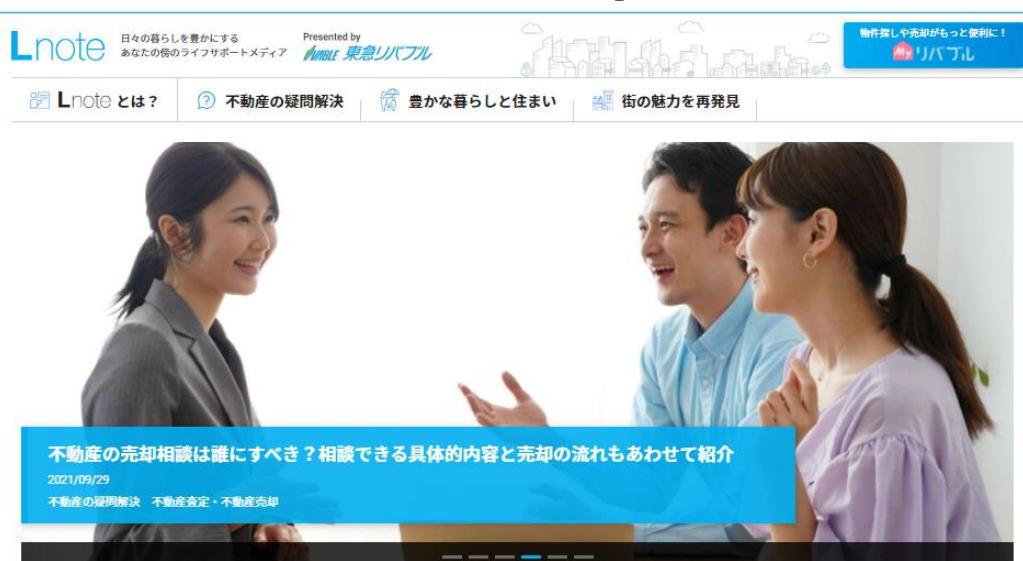 Lnote
日々の暮らしを豊かにする
あなたの傍のライフサポートメディア
Presented by
LIVABLE 東急リバブル
物件探しや売却がもっと便利に!
My リバブル
Lnote とは?
不動産の疑問解決
豊かな暮らしと住まい
街の魅力を再発見
不動産の売却相談は誰にすべき?相談できる具体的内容と売却の流れもあわせて紹介
2021/09/29
不動産の疑問解決 不動産査定・不動産売却